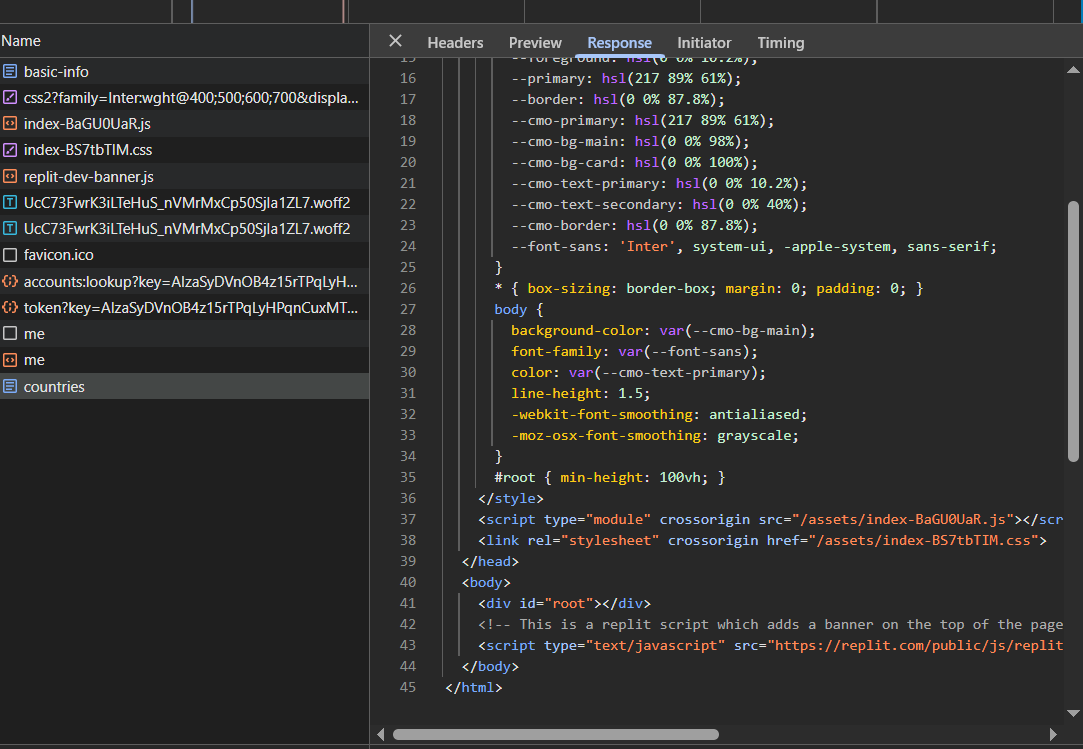 Name
basic-info
css2?family=Inter:wght@400;500;600;700&displa...
index-BaGU0UaR.js
index-BS7tbTIM.css
replit-dev-banner.js
UcC73FwrK3iLTeHuS_nVMrMxCp50SjIa1ZL7.woff2
UcC73FwrK3iLTeHuS_nVMrMxCp50SjIa1ZL7.woff2
favicon.ico
accounts:lookup?key=AIzaSyDVnOB4z15rTPqLyH...
token?key=AIzaSyDVnOB4z15rTPqLyHPqnCuxMT...
me
me
countries
Headers Preview Response Initiator Timing
15 --foreground: hsl(0 0% 10.2%);
16 --primary: hsl(217 89% 61%);
17 --border: hsl(0 0% 87.8%);
18 --cmo-primary: hsl(217 89% 61%);
19 --cmo-bg-main: hsl(0 0% 98%);
20 --cmo-bg-card: hsl(0 0% 100%);
21 --cmo-text-primary: hsl(0 0% 10.2%);
22 --cmo-text-secondary: hsl(0 0% 40%);
23 --cmo-border: hsl(0 0% 87.8%);
24 --font-sans: 'Inter', system-ui, -apple-system, sans-serif;
25 }
26 * { box-sizing: border-box; margin: 0; padding: 0; }
27 body {
28 background-color: var(--cmo-bg-main);
29 font-family: var(--font-sans);
30 color: var(--cmo-text-primary);
31 line-height: 1.5;
32 -webkit-font-smoothing: antialiased;
33 -moz-osx-font-smoothing: grayscale;
34 }
35 #root { min-height: 100vh; }
36 </style>
37 <script type="module" crossorigin src="/assets/index-BaGU0UaR.js"></scr
38 <link rel="stylesheet" crossorigin href="/assets/index-BS7tbTIM.css">
39 </head>
40 <body>
41 <div id="root"></div>
42 <!-- This is a replit script which adds a banner on the top of the page
43 <script type="text/javascript" src="https://replit.com/public/js/replit
44 </body>
45 </html>